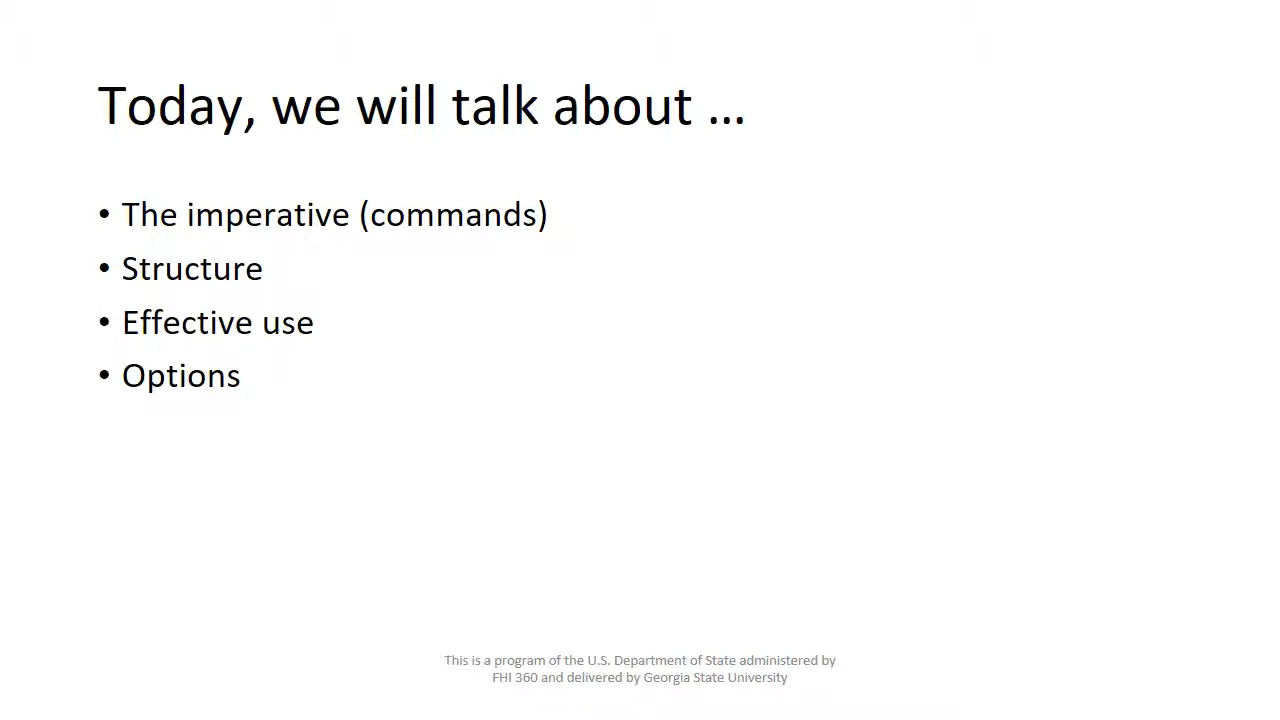 Today, we will talk about …
• The imperative (commands)
• Structure
• Effective use
• Options
This is a program of the U.S. Department of State administered by
FHI 360 and delivered by Georgia State University